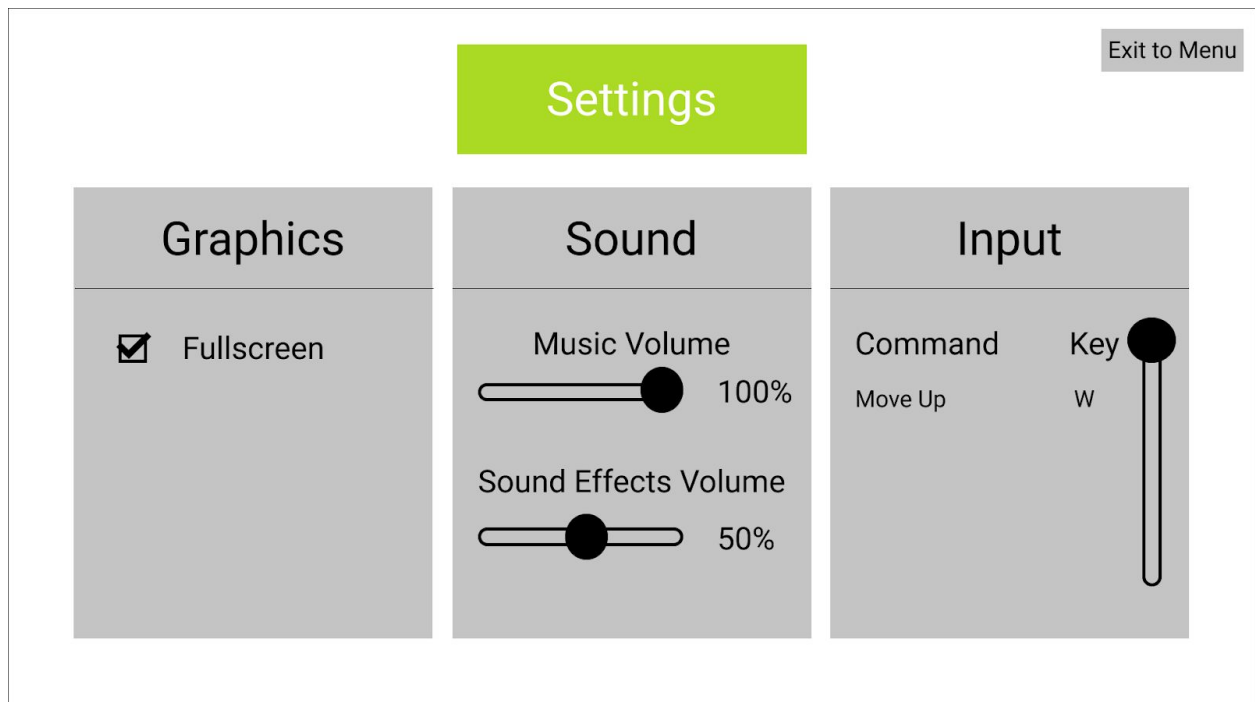 Exit to Menu
Settings
Graphics
Fullscreen
Sound
Music Volume
100%
Sound Effects Volume
50%
Input
Command Key
Move Up W